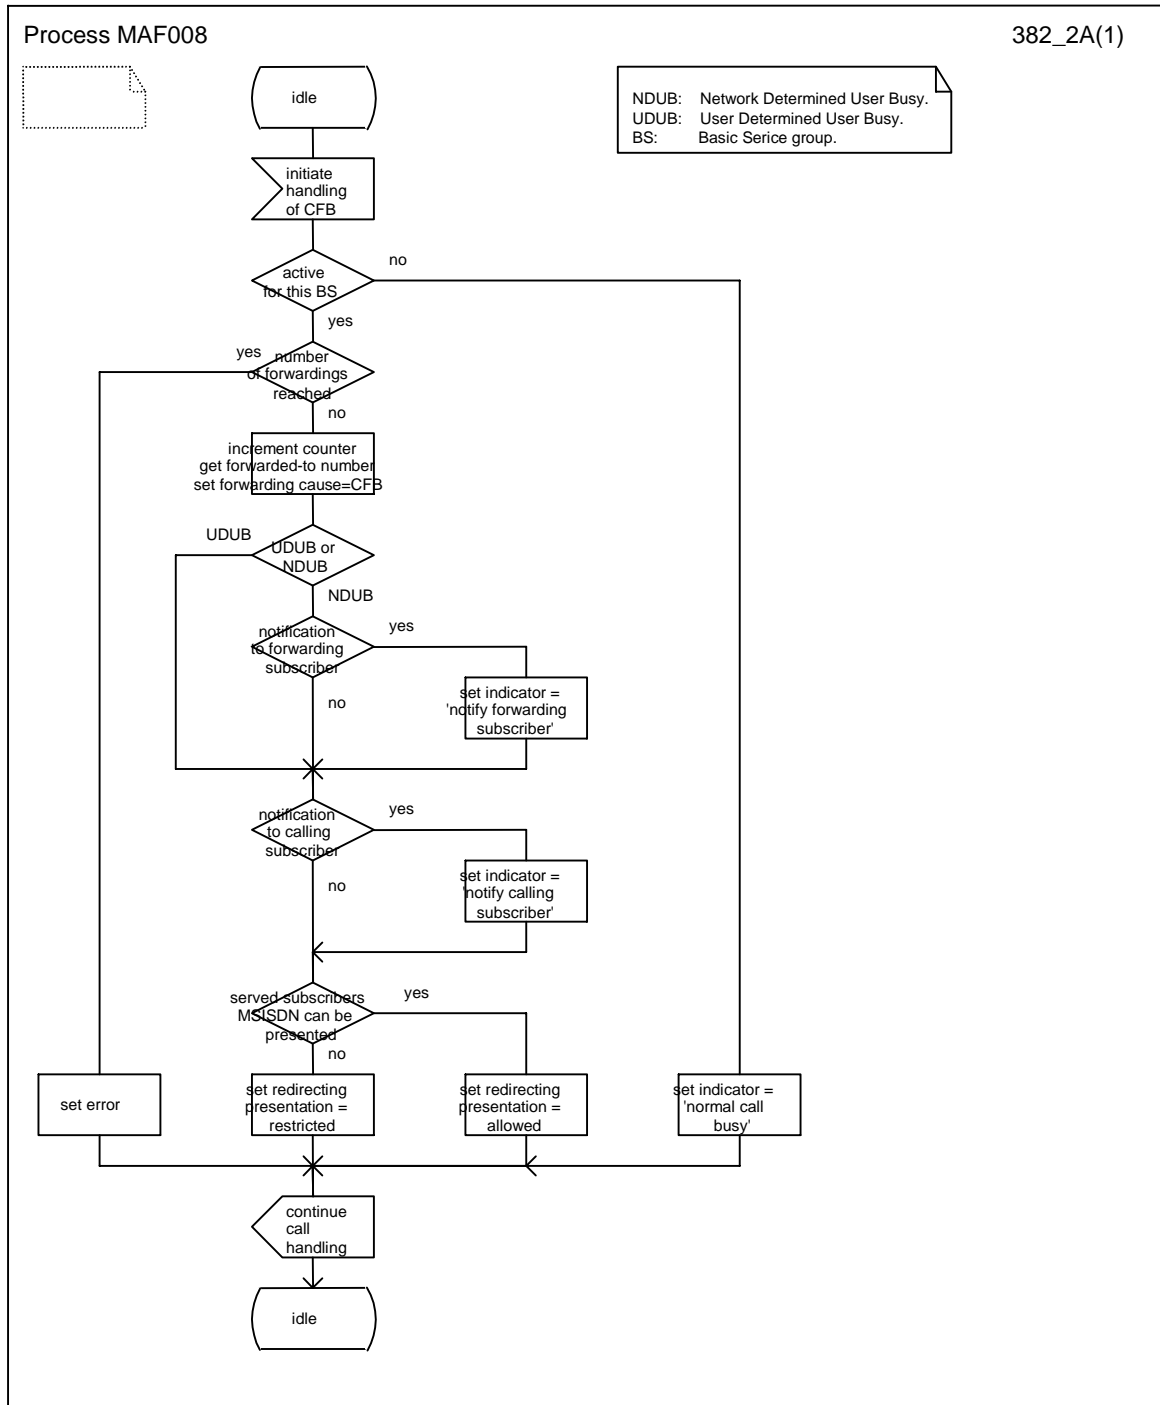 Process MAF008
382_2A(1)
idle
NDUB: Network Determined User Busy.
UDUB: User Determined User Busy.
BS: Basic Serice group.
initiate
handling
of CFB
active
for this BS
no
yes
yes
number
of forwardings
reached
no
increment counter
get forwarded-to number
set forwarding cause=CFB
UDUB
UDUB or
NDUB
NDUB
notification
to forwarding
subscriber
yes
no
set indicator =
'notify forwarding
subscriber'
notification
to calling
subscriber
yes
no
set indicator =
'notify calling
subscriber'
served subscribers
MSISDN can be
presented
yes
no
set error
set redirecting
presentation =
restricted
set redirecting
presentation =
allowed
set indicator =
'normal call
busy'
continue
call
handling
idle